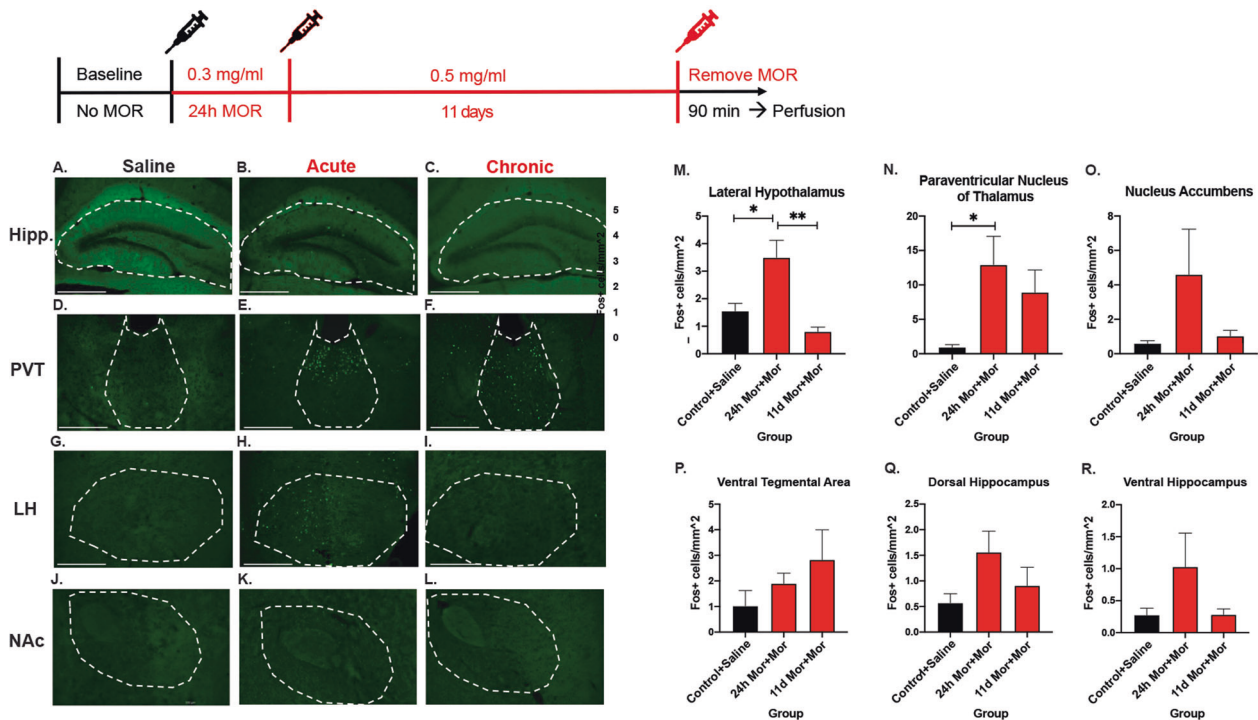 Baseline
0.3 mg/ml
0.5 mg/ml
Remove MOR
No MOR
24h MOR
11 days
90 min → Perfusion
A.
Saline
B.
Acute
C.
Chronic
Hipp.
D.
E.
F.
PVT
G.
H.
I.
LH
J.
K.
L.
NAc
5
4
3
2
1
0
Fos+ cells/mm^2
M.
Lateral Hypothalamus
*
**
5
4
3
2
1
0
Fos+ cells/mm^2
Control+Saline
24h Mor+Mor
11d Mor+Mor
Group
N.
Paraventricular Nucleus
of Thalamus
*
20
15
10
5
0
Fos+ cells/mm^2
Control+Saline
24h Mor+Mor
11d Mor+Mor
Group
O.
Nucleus Accumbens
8
6
4
2
0
Fos+ cells/mm^2
Control+Saline
24h Mor+Mor
11d Mor+Mor
Group
P.
Ventral Tegmental Area
5
4
3
2
1
0
Fos+ cells/mm^2
Control+Saline
24h Mor+Mor
11d Mor+Mor
Group
Q.
Dorsal Hippocampus
2.5
2.0
1.5
1.0
0.5
0.0
Fos+ cells/mm^2
Control+Saline
24h Mor+Mor
11d Mor+Mor
Group
R.
Ventral Hippocampus
2.0
1.5
1.0
0.5
0.0
Fos+ cells/mm^2
Control+Saline
24h Mor+Mor
11d Mor+Mor
Group